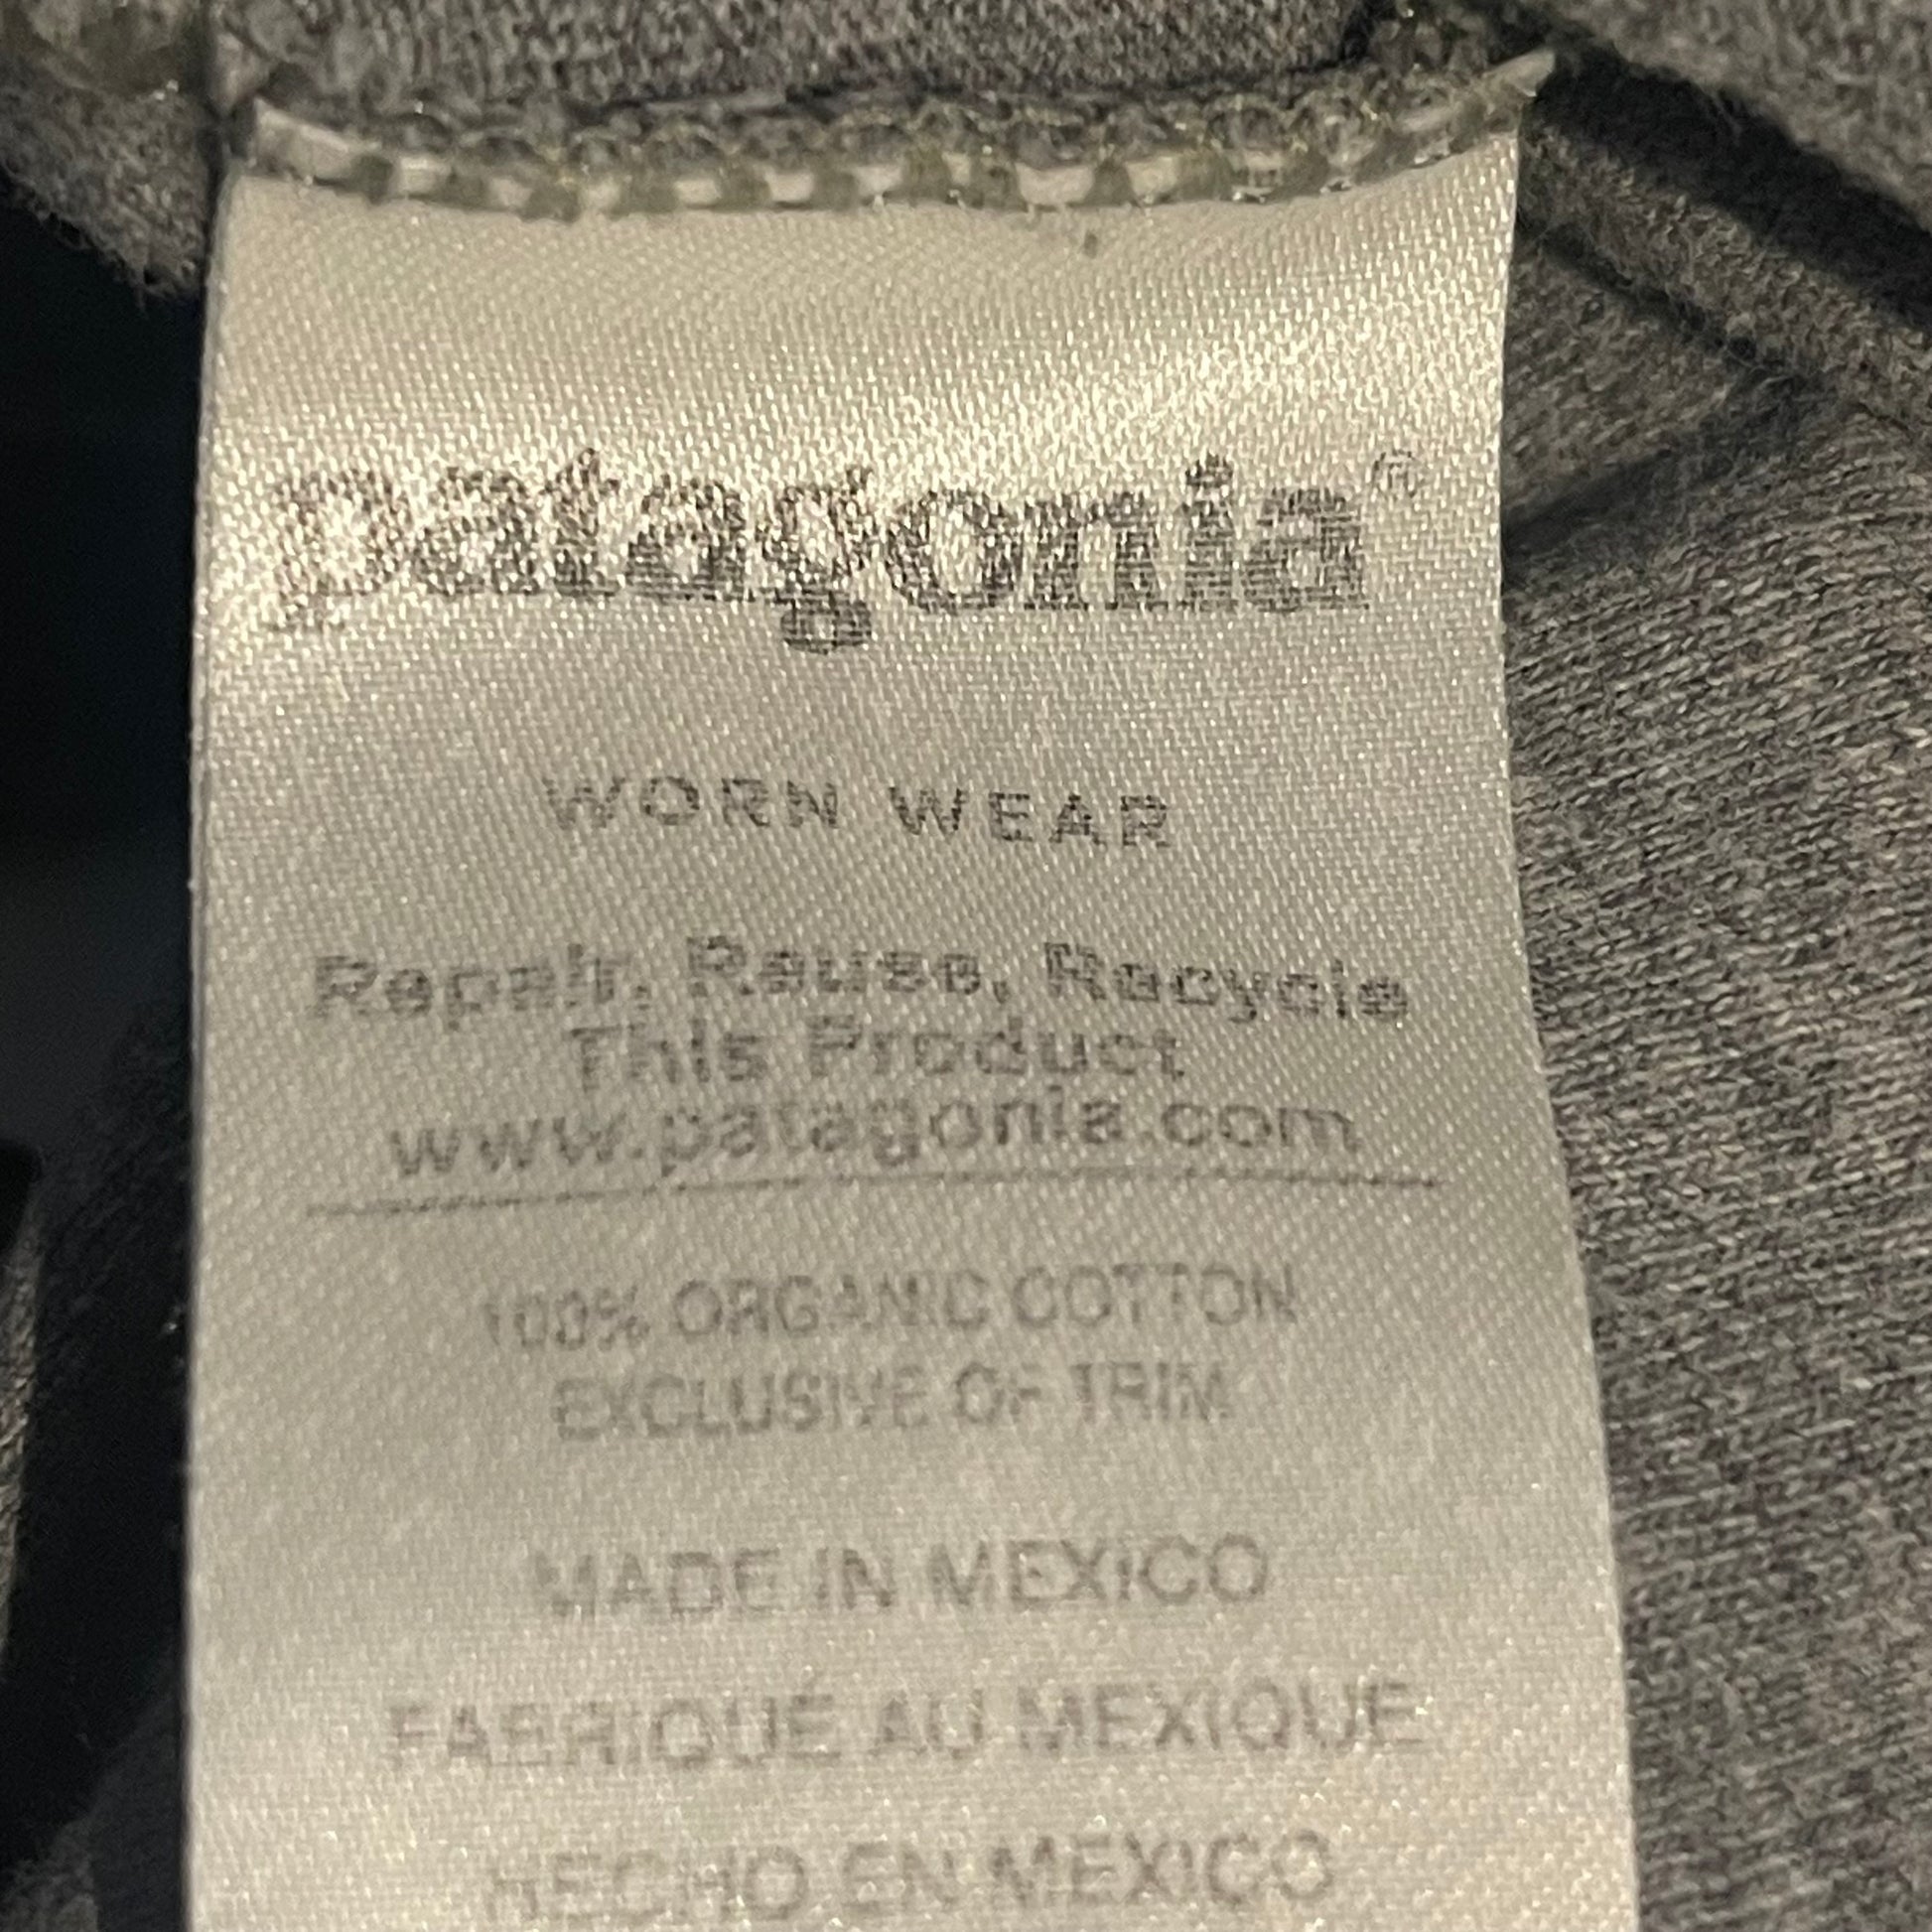 patagonia®
WORN WEAR
Repair, Reuse, Recycle
This Product
www.patagonia.com
100% ORGANIC COTTON
EXCLUSIVE OF TRIM.
MADE IN MEXICO
FABRIQUÉ AU MEXIQUE
HECHO EN MEXICO